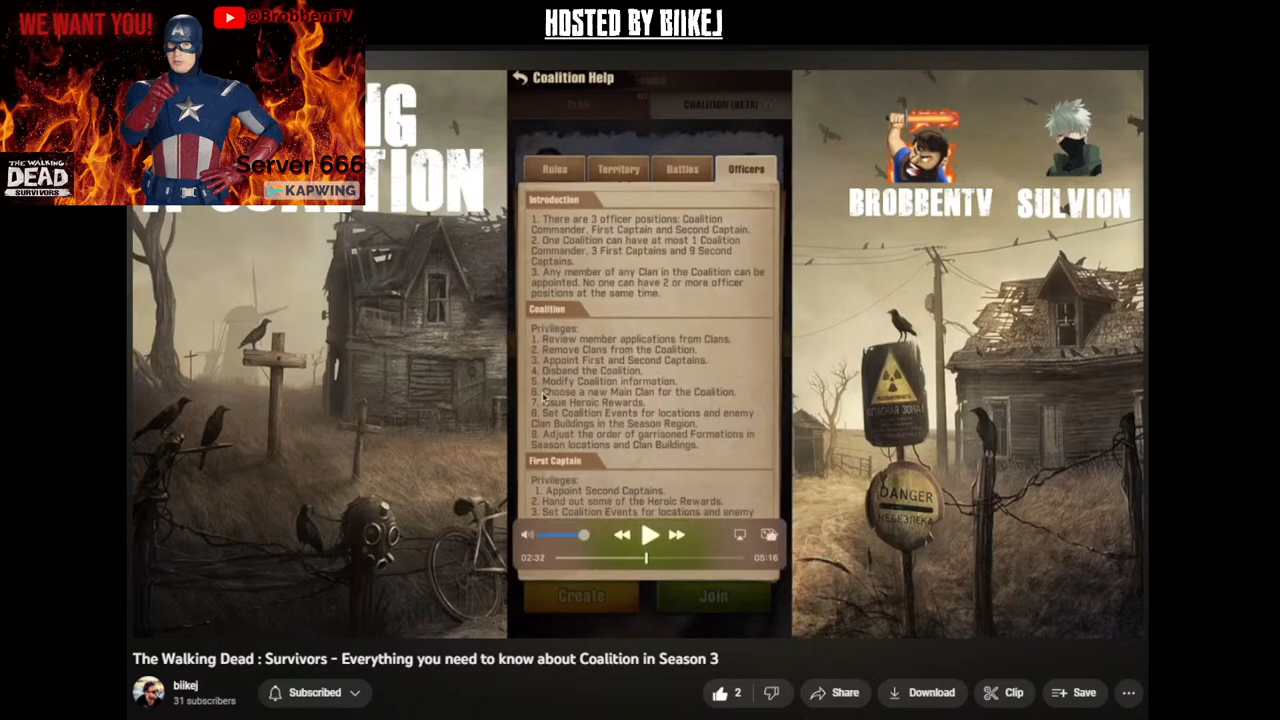 WE WANT YOU!
@BrobbenTV
HOSTED BY BIIKEJ
THE WALKING
DEAD
SURVIVORS
Server 666
KAPWING
Coalition Help
COALITION (BETA)
BROBBENTV
SULVION
Rules
Territory
Battles
Officers
Introduction
1. There are 3 officer positions: Coalition
Commander, First Captain and Second Captain.
2. One Coalition can have at most 1 Coalition
Commander, 3 First Captains and 9 Second
Captains.
3. Any member of any Clan in the Coalition can be
appointed. No one can have 2 or more officer
positions at the same time.
Coalition
Privileges:
1. Review member applications from Clans.
2. Remove Clans from the Coalition.
3. Appoint First and Second Captains.
4. Disband the Coalition.
5. Modify Coalition information.
6. Choose a new Main Clan for the Coalition.
7. Issue Heroic Rewards.
8. Set Coalition Events for locations and enemy
Clan Buildings in the Season Region.
9. Adjust the order of garrisoned Formations in
Season locations and Clan Buildings.
First Captain
Privileges:
1. Appoint Second Captains.
2. Hand out some of the Heroic Rewards.
3. Set Coalition Events for locations and enemy
02:32
05:16
Create
Join
ОПАСНАЯ ЗОНА!
DANGER
НЕБЕЗПЕКА
The Walking Dead : Survivors - Everything you need to know about Coalition in Season 3
biikej
31 subscribers
Subscribed
2
Share
Download
Clip
Save